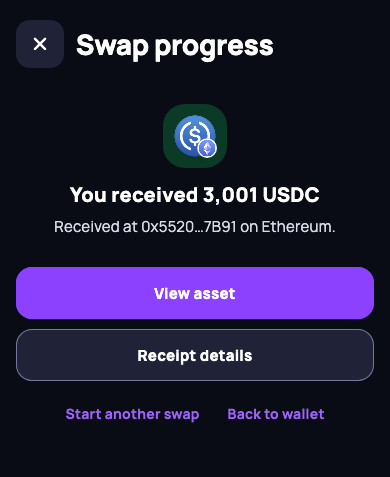 Swap progress
You received 3,001 USDC
Received at 0x5520...7B91 on Ethereum.
View asset
Receipt details
Start another swap
Back to wallet